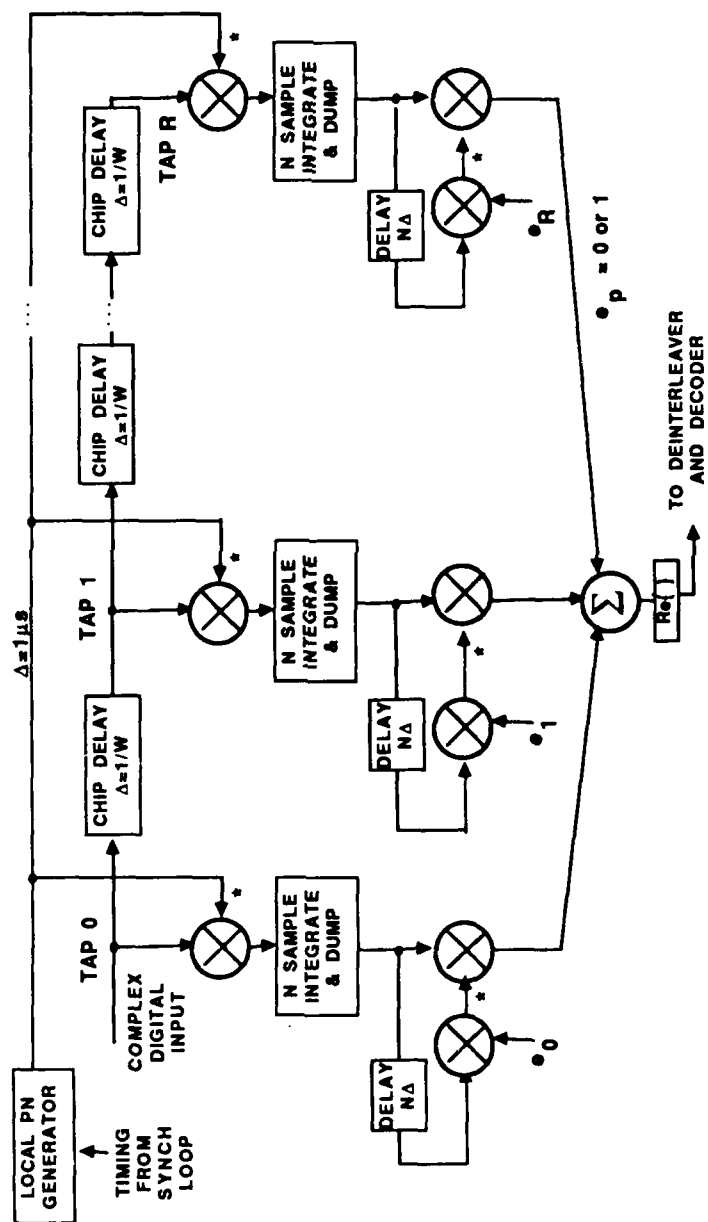 LOCAL PN
GENERATOR
TIMING
FROM
SYNCH
LOOP
Δ=1μs
....
COMPLEX
DIGITAL
INPUT
TAP 0
CHIP DELAY
Δ=1/W
TAP 1
CHIP DELAY
Δ=1/W
....
CHIP DELAY
Δ=1/W
TAP R
*
*
*
N SAMPLE
INTEGRATE
& DUMP
N SAMPLE
INTEGRATE
& DUMP
N SAMPLE
INTEGRATE
& DUMP
DELAY
NΔ
*
e0
DELAY
NΔ
*
e1
DELAY
NΔ
*
eR
ep = 0 or 1
Σ
Re( )
TO DEINTERLEAVER
AND DECODER